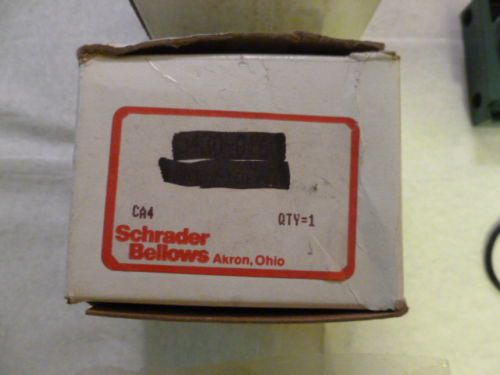 CA4 QTY=1
Schrader
Bellows Akron, Ohio